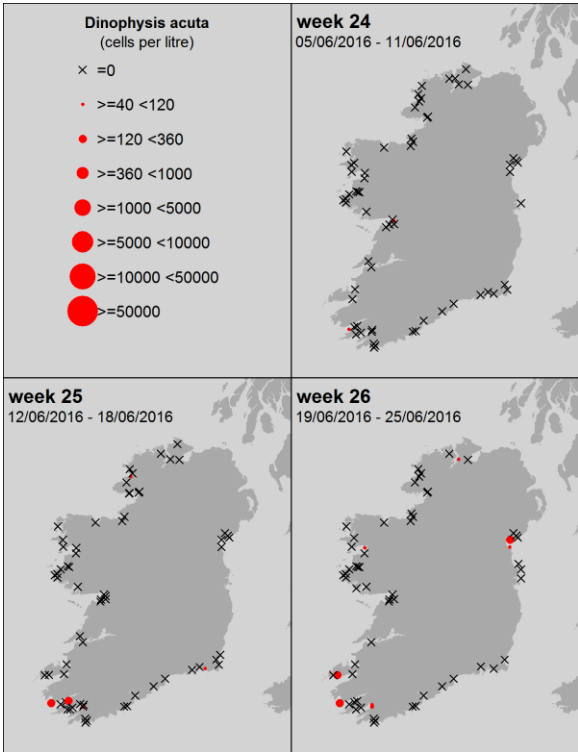 Dinophysis acuta
(cells per litre)
=0
>=40 <120
>=120 <360
>=360 <1000
>=1000 <5000
>=5000 <10000
>=10000 <50000
>=50000
week 24
05/06/2016 - 11/06/2016
week 25
12/06/2016 - 18/06/2016
week 26
19/06/2016 - 25/06/2016